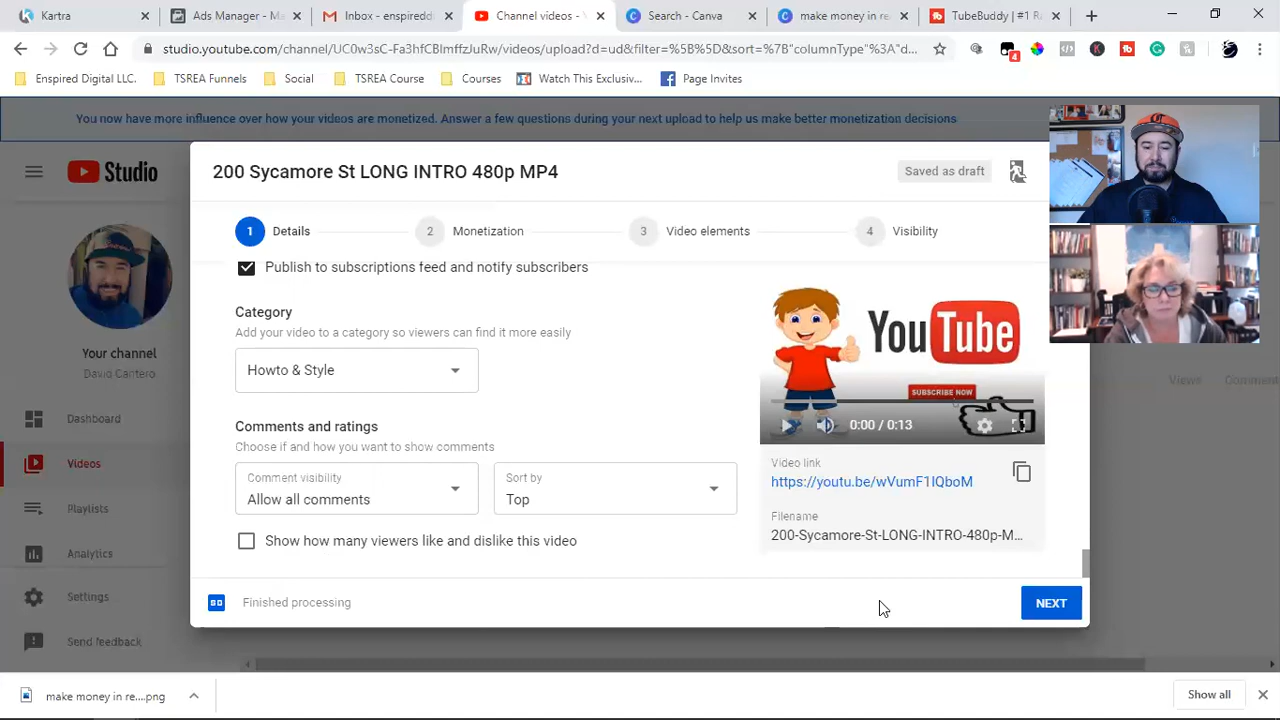 Kartra
Ads Manager - Ma
Inbox - enspireddi
Channel videos -
Search - Canva
make money in re
TubeBuddy | #1 R
studio.youtube.com/channel/UC0w3sC-Fa3hfCBlmffzJuRw/videos/upload?d=ud&filter=%5B%5D&sort=%7B"columnType"%3A"d...
4
Enspired Digital LLC.
TSREA Funnels
Social
TSREA Course
Courses
Watch This Exclusiv...
Page Invites
You now have more influence over how your videos are monetized. Answer a few questions during your next upload to help us make better monetization decisions
Studio
200 Sycamore St LONG INTRO 480p MP4
Saved as draft
1 Details
2 Monetization
3 Video elements
4 Visibility
Publish to subscriptions feed and notify subscribers
Category
Add your video to a category so viewers can find it more easily
Howto & Style
Comments and ratings
Choose if and how you want to show comments
Comment visibility
Allow all comments
Sort by
Top
Show how many viewers like and dislike this video
YouTube
SUBSCRIBE NOW
0:00 / 0:13
Video link
https://youtu.be/wVumF1IQboM
Filename
200-Sycamore-St-LONG-INTRO-480p-M...
Your channel
David Cantero
Dashboard
Videos
Playlists
Analytics
Settings
Send feedback
Views
Comment
Finished processing
NEXT
make money in re....png
Show all